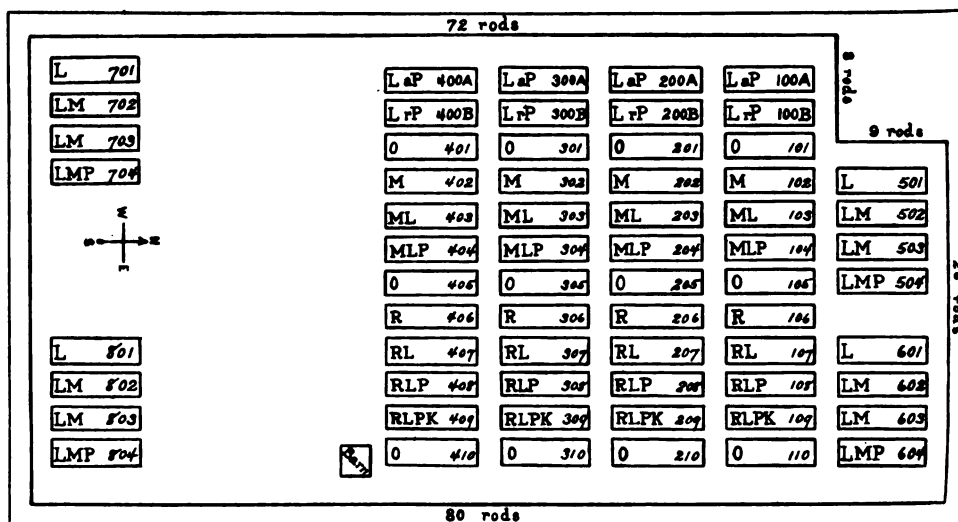 72 rods
8 rods
L 701
LM 702
LM 703
LMP 704
LaP 400A LaP 300A LaP 200A LaP 100A
LrP 400B LrP 300B LrP 200B LrP 100B
9 rods
0 401 0 301 0 201 0 101
M 402 M 302 M 202 M 102 L 501
ML 403 ML 303 ML 203 ML 103 LM 502
W
S N
E
MLP 404 MLP 304 MLP 204 MLP 104 LM 503
0 405 0 305 0 205 0 105 LMP 504
R 406 R 306 R 206 R 106
L 801 RL 407 RL 307 RL 207 RL 107 L 601
LM 802 RLP 408 RLP 308 RLP 208 RLP 108 LM 602
LM 803 RLPK 409 RLPK 309 RLPK 209 RLPK 109 LM 603
LMP 804 0 410 0 310 0 210 0 110 LMP 604
Barn
rods
80 rods